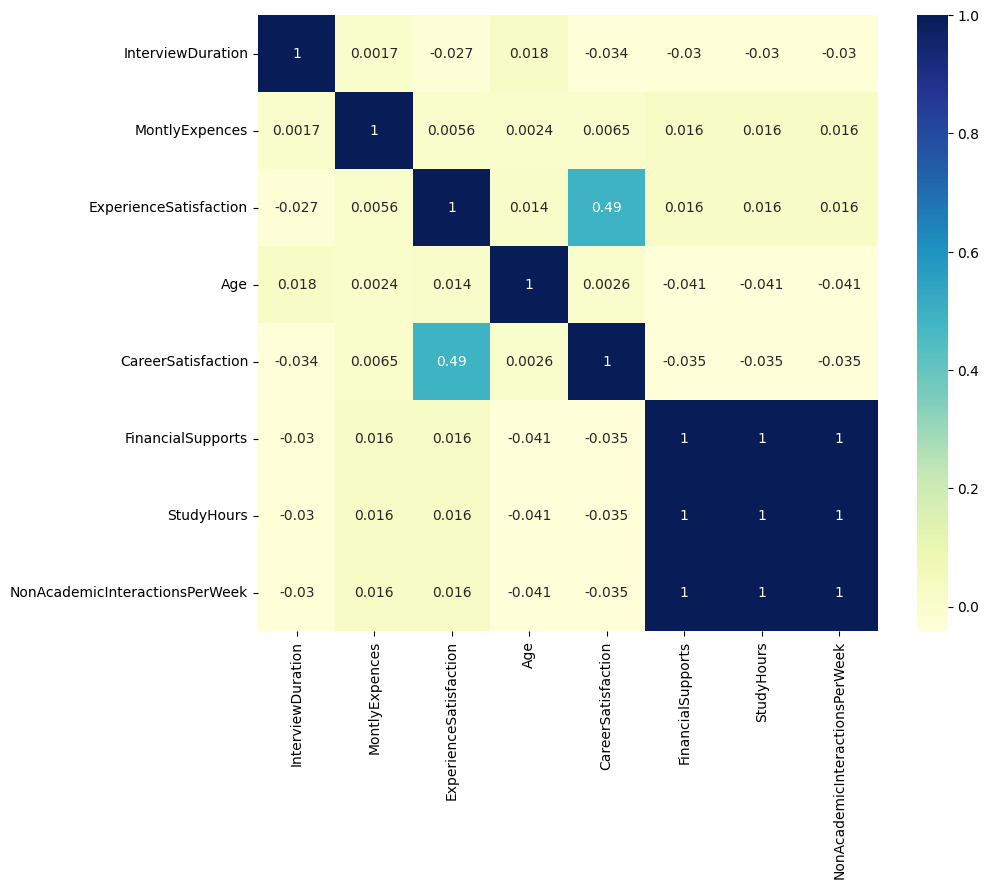 InterviewDuration 1 0.0017 -0.027 0.018 -0.034 -0.03 -0.03 -0.03
MontlyExpences 0.0017 1 0.0056 0.0024 0.0065 0.016 0.016 0.016
ExperienceSatisfaction -0.027 0.0056 1 0.014 0.49 0.016 0.016 0.016
Age 0.018 0.0024 0.014 1 0.0026 -0.041 -0.041 -0.041
CareerSatisfaction -0.034 0.0065 0.49 0.0026 1 -0.035 -0.035 -0.035
FinancialSupports -0.03 0.016 0.016 -0.041 -0.035 1 1 1
StudyHours -0.03 0.016 0.016 -0.041 -0.035 1 1 1
NonAcademicInteractionsPerWeek -0.03 0.016 0.016 -0.041 -0.035 1 1 1
InterviewDuration
MontlyExpences
ExperienceSatisfaction
Age
CareerSatisfaction
FinancialSupports
StudyHours
NonAcademicInteractionsPerWeek
1.0
0.8
0.6
0.4
0.2
0.0